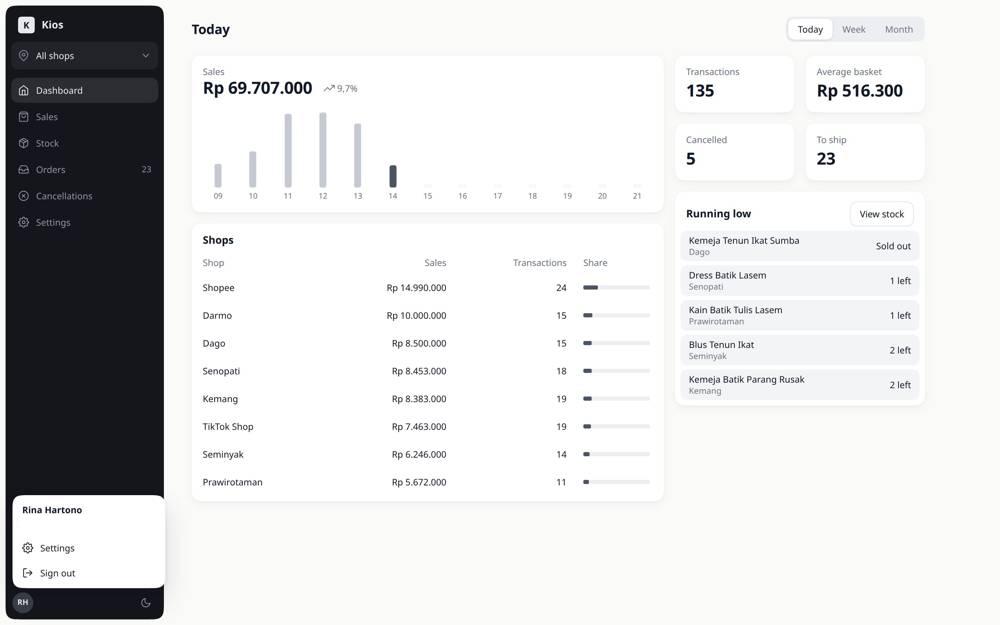 K Kios
All shops
Dashboard
Sales
Stock
Orders 23
Cancellations
Settings
Rina Hartono
Settings
Sign out
RH
Today
Today Week Month
Sales
Rp 69.707.000 9,7%
09 10 11 12 13 14 15 16 17 18 19 20 21
Shops
Shop Sales Transactions Share
Shopee Rp 14.990.000 24
Darmo Rp 10.000.000 15
Dago Rp 8.500.000 15
Senopati Rp 8.453.000 18
Kemang Rp 8.383.000 19
TikTok Shop Rp 7.463.000 19
Seminyak Rp 6.246.000 14
Prawirotaman Rp 5.672.000 11
Transactions
135
Average basket
Rp 516.300
Cancelled
5
To ship
23
Running low
View stock
Kemeja Tenun Ikat Sumba
Dago
Sold out
Dress Batik Lasem
Senopati
1 left
Kain Batik Tulis Lasem
Prawirotaman
1 left
Blus Tenun Ikat
Seminyak
2 left
Kemeja Batik Parang Rusak
Kemang
2 left